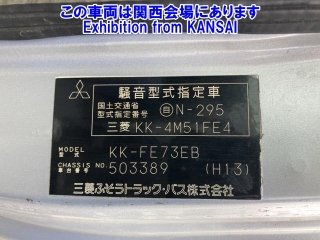 この車両は関西会場にあります
Exhibition from KANSAI
騒音型式指定車
国土交通省
型式指定番号 自N-295
三菱 KK-4M51FE4
MODEL
型式 KK-FE73EB
CHASSIS NO.
車台番号 503389 (H13)
三菱ふそうトラック・バス株式会社